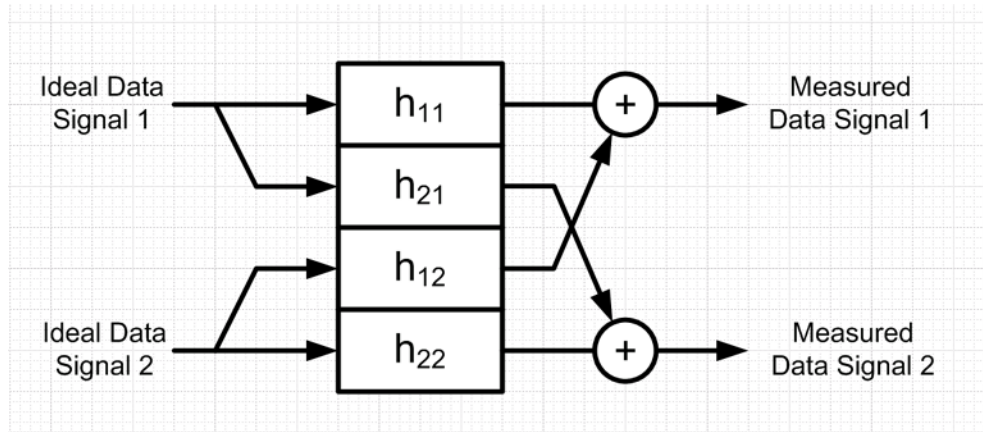 Ideal Data
Signal 1
h₁₁
+
Measured
Data Signal 1
h₂₁
h₁₂
Ideal Data
Signal 2
h₂₂
+
Measured
Data Signal 2